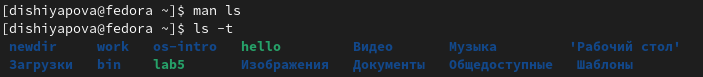 [dishiyapova@fedora ~]$ man ls
[dishiyapova@fedora ~]$ ls -t
newdir work os-intro hello Видео Музыка 'Рабочий стол'
Загрузки bin lab5 Изображения Документы Общедоступные Шаблоны